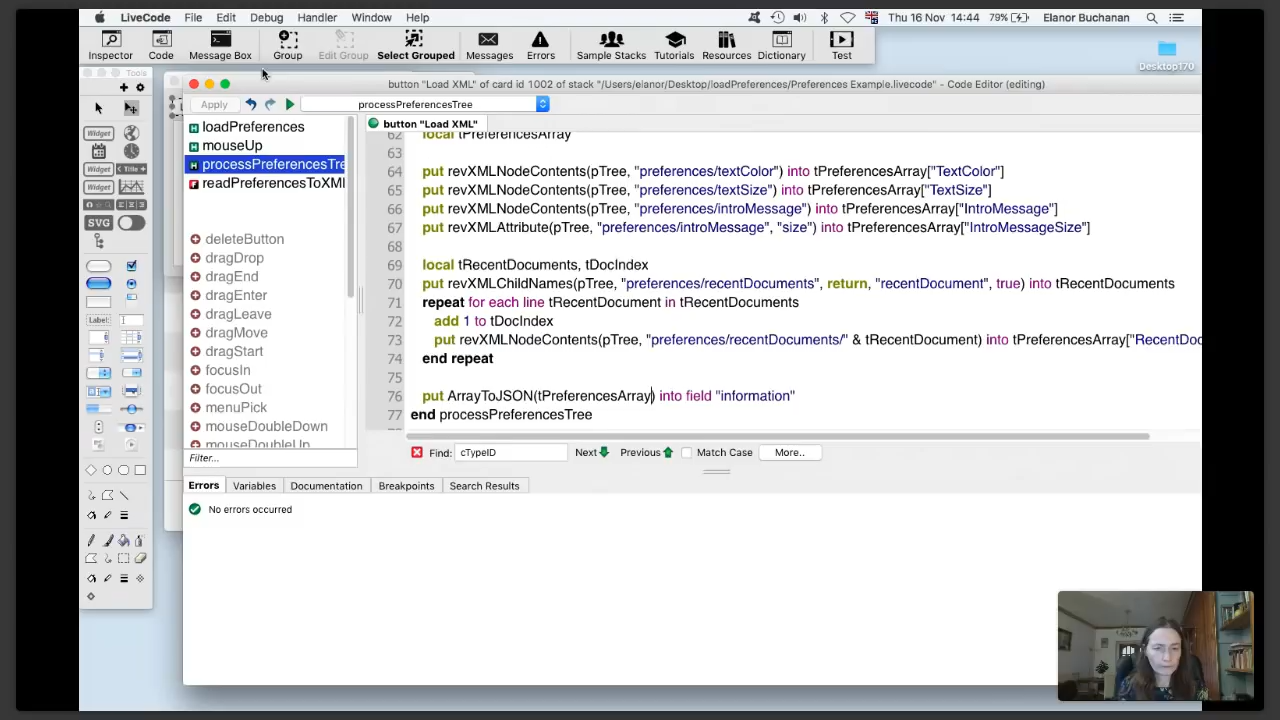 LiveCode File Edit Debug Handler Window Help Thu 16 Nov 14:44 79% Elanor Buchanan
Inspector Code Message Box Group Edit Group Select Grouped Messages Errors Sample Stacks Tutorials Resources Dictionary Test
Desktop170
Tools
button "Load XML" of card id 1002 of stack "/Users/elanor/Desktop/loadPreferences/Preferences Example.livecode" - Code Editor (editing)
Apply processPreferencesTree
button "Load XML"
loadPreferences
mouseUp
processPreferencesTre
readPreferencesToXMI
deleteButton
dragDrop
dragEnd
dragEnter
dragLeave
dragMove
dragStart
focusIn
focusOut
menuPick
mouseDoubleDown
mouseDoubleUp
Filter...
62 local tPreferencesArray
63
64 put revXMLNodeContents(pTree, "preferences/textColor") into tPreferencesArray["TextColor"]
65 put revXMLNodeContents(pTree, "preferences/textSize") into tPreferencesArray["TextSize"]
66 put revXMLNodeContents(pTree, "preferences/introMessage") into tPreferencesArray["IntroMessage"]
67 put revXMLAttribute(pTree, "preferences/introMessage", "size") into tPreferencesArray["IntroMessageSize"]
68
69 local tRecentDocuments, tDocIndex
70 put revXMLChildNames(pTree, "preferences/recentDocuments", return, "recentDocument", true) into tRecentDocuments
71 repeat for each line tRecentDocument in tRecentDocuments
72 add 1 to tDocIndex
73 put revXMLNodeContents(pTree, "preferences/recentDocuments/" & tRecentDocument) into tPreferencesArray["RecentDoc
74 end repeat
75
76 put ArrayToJSON(tPreferencesArray) into field "information"
77 end processPreferencesTree
Find: cTypeID Next Previous Match Case More..
Errors Variables Documentation Breakpoints Search Results
No errors occurred
Widget
Widget Title
Widget
SVG
Label: